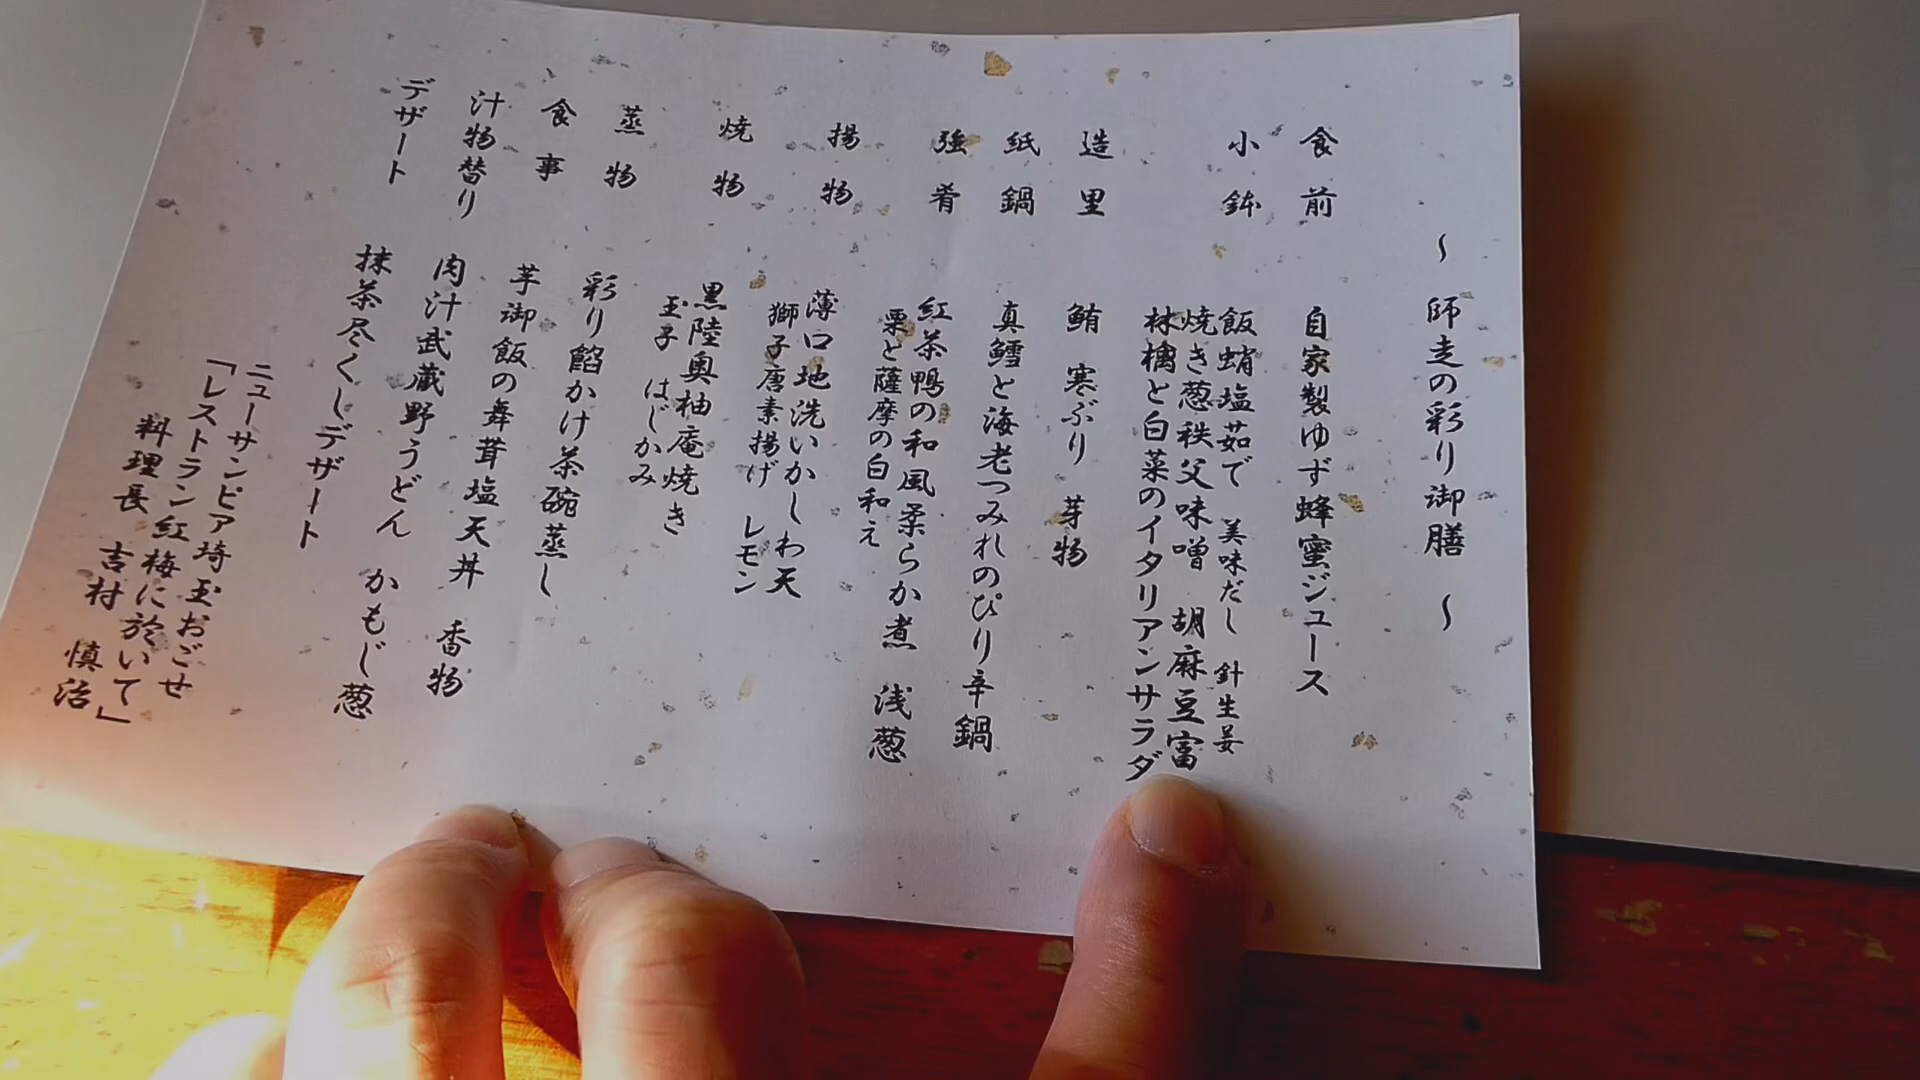 ～ 師走の彩り御膳 ～
食前 自家製ゆず蜂蜜ジュース
小鉢 飯蛸塩茹で 美味だし 針生姜
焼き葱秩父味噌 胡麻豆富
林檎と白菜のイタリアンサラダ
造里 鮪 寒ぶり 芽物
紙鍋 真鱈と海老つみれのぴり辛鍋
強肴 紅茶鴨の和風柔らか煮 浅葱
栗と薩摩の白和え
揚物 薄口地洗いかしわ天
獅子唐素揚げ レモン
焼物 黒陸奥柚庵焼き
玉子 はじかみ
蒸物 彩り餡かけ茶碗蒸し
食事 芋御飯の舞茸塩天丼 香物
汁物替り 肉汁武蔵野うどん かもじ葱
デザート 抹茶尽くしデザート
ニューサンピア埼玉おごせ
「レストラン紅梅に於いて」
料理長 吉村 慎治